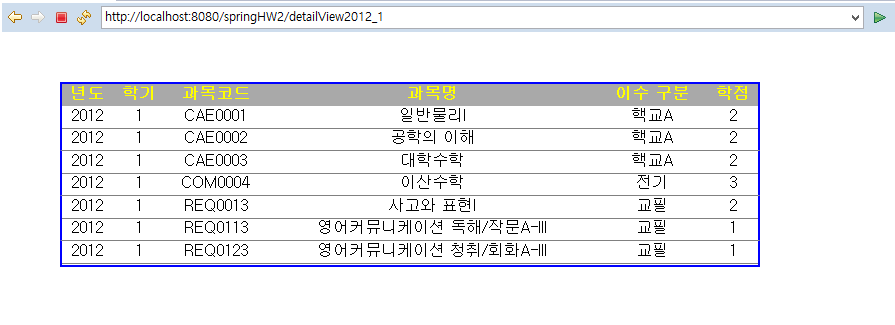 http://localhost:8080/springHW2/detailView2012_1
년도 학기 과목코드 과목명 이수 구분 학점
2012 1 CAE0001 일반물리I 핵교A 2
2012 1 CAE0002 공학의 이해 핵교A 2
2012 1 CAE0003 대학수학 핵교A 2
2012 1 COM0004 이산수학 전기 3
2012 1 REQ0013 사고와 표현I 교필 2
2012 1 REQ0113 영어커뮤니케이션 독해/작문A-III 교필 1
2012 1 REQ0123 영어커뮤니케이션 청취/회화A-III 교필 1